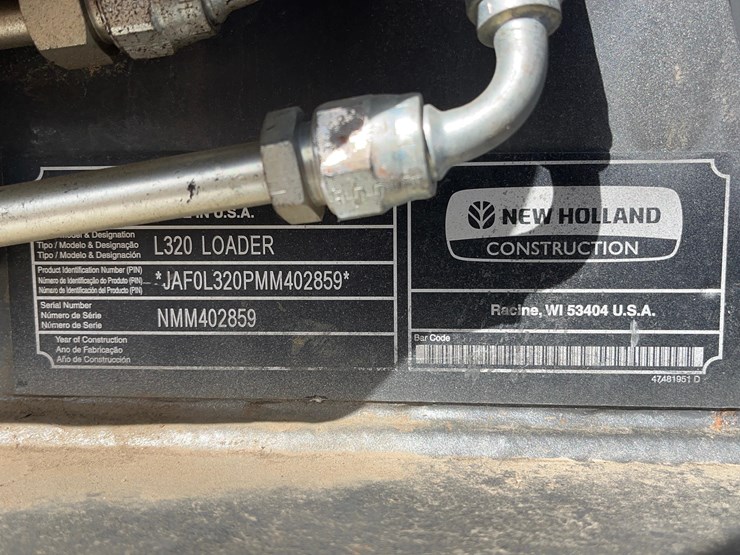 IN U.S.A.
& Designation
Tipo / Modelo & Designação
Tipo / Modelo & Designación
L320 LOADER
Product Identification Number (PIN)
Número de Identificação do Produto (PIN)
Número de Identificación del Producto (PIN)
*JAF0L320PMM402859*
Serial Number
Número de Série
Número de Serie
NMM402859
Year of Construction
Ano de Fabricação
Año de Construcción
NEW HOLLAND
CONSTRUCTION
Racine, WI 53404 U.S.A.
Bar Code
47481951 D